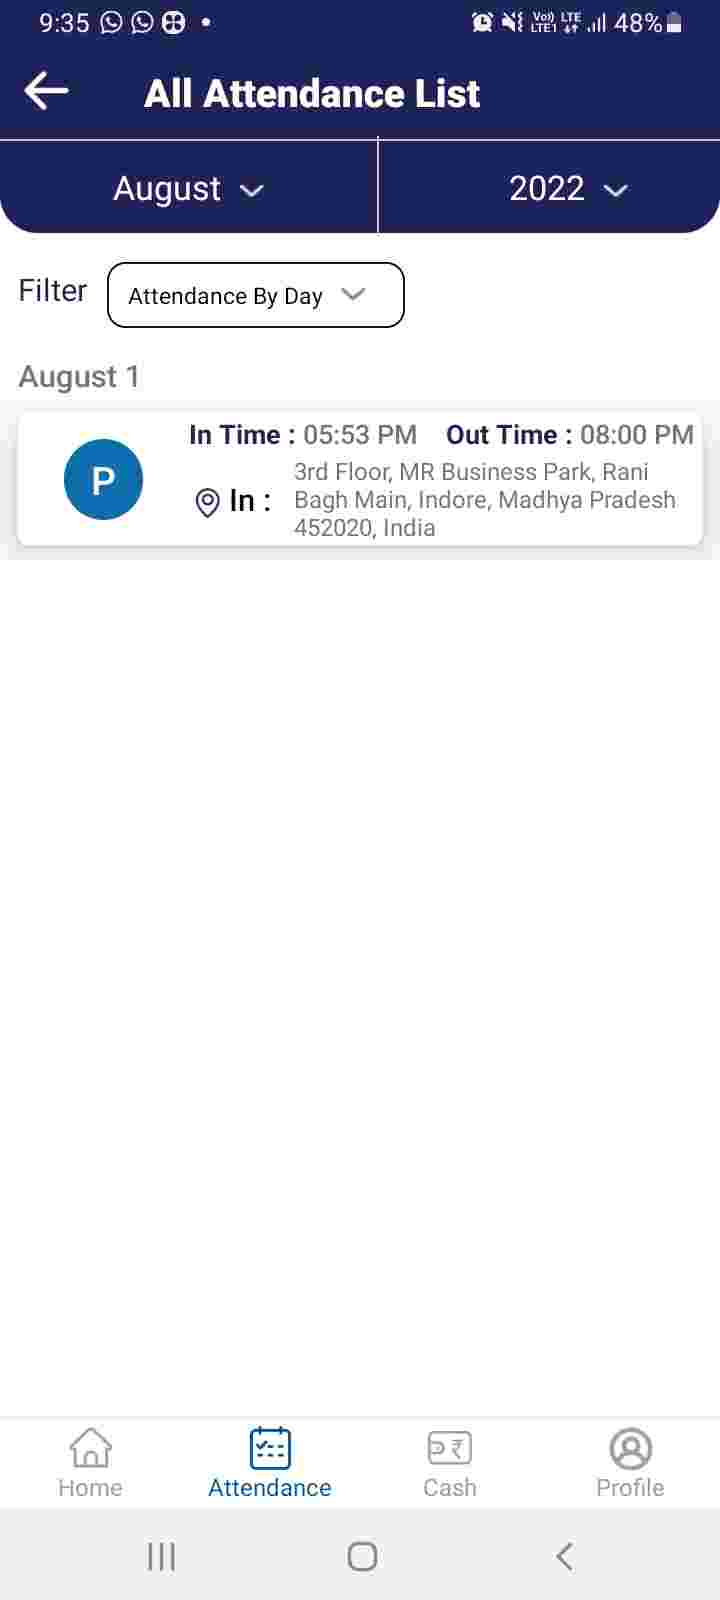 9:35 Vo) LTE LTE1 48%
All Attendance List
August 2022
Filter Attendance By Day
August 1
In Time : 05:53 PM Out Time : 08:00 PM
P
In :
3rd Floor, MR Business Park, Rani
Bagh Main, Indore, Madhya Pradesh
452020, India
Home Attendance Cash Profile